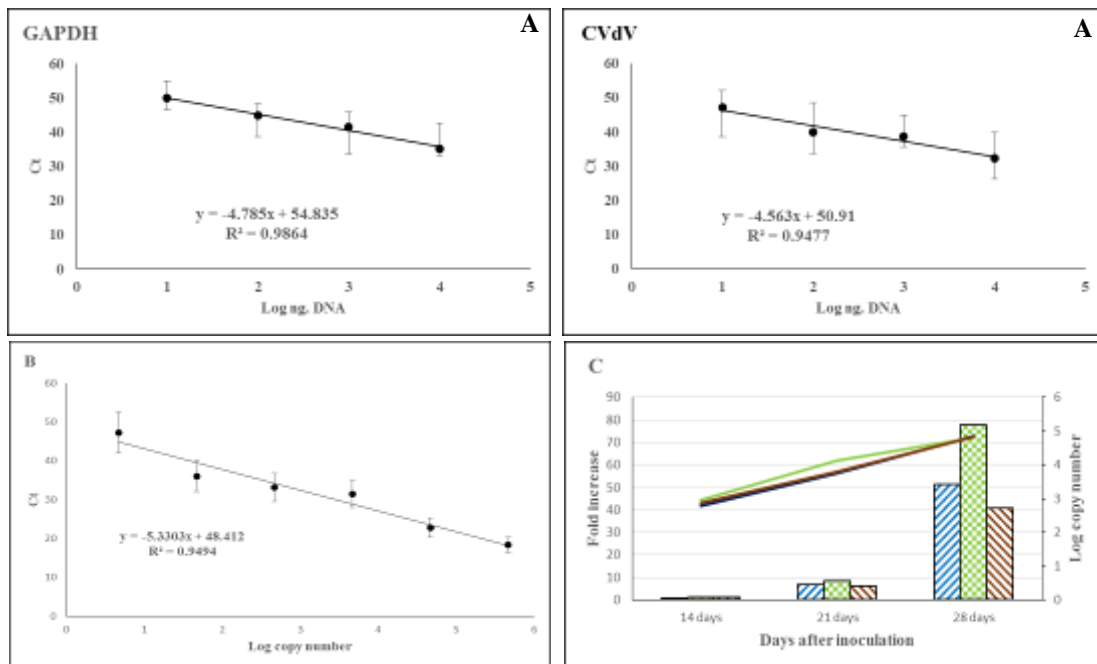 GAPDH
A
60
50
40
30
20
10
0
Ct
y = -4.785x + 54.835
R² = 0.9864
0 1 2 3 4 5
Log ng. DNA
CVdV
A
60
50
40
30
20
10
0
Ct
y = -4.563x + 50.91
R² = 0.9477
0 1 2 3 4 5
Log ng. DNA
B
60
50
40
30
20
10
0
Ct
y = -5.3303x + 48.412
R² = 0.9494
0 1 2 3 4 5 6
Log copy number
C
90
80
70
60
50
40
30
20
10
0
Fold increase
6
5
4
3
2
1
0
Log copy number
14 days 21 days 28 days
Days after inoculation